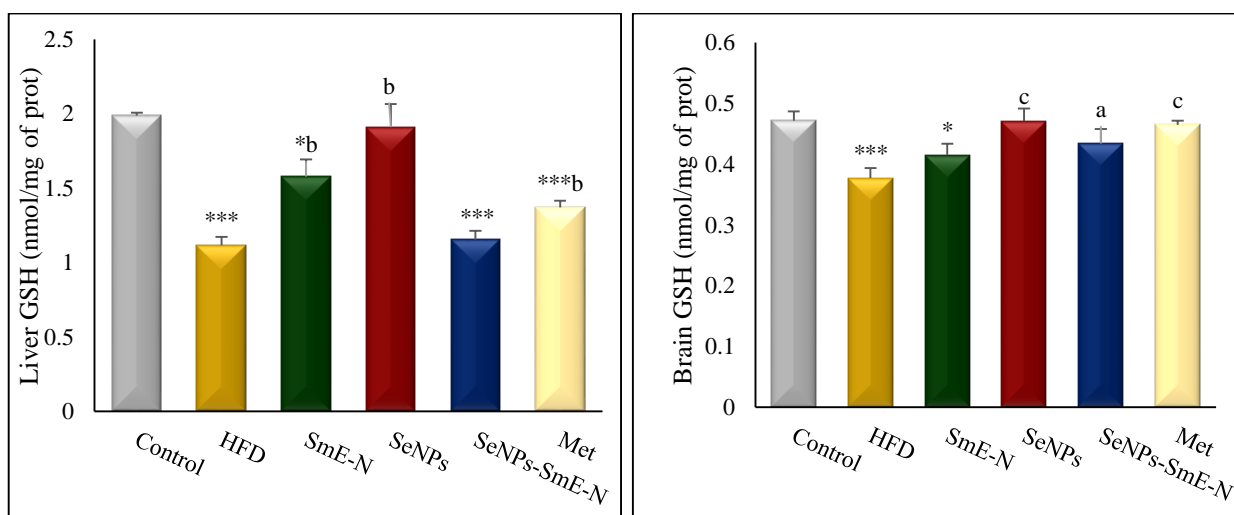 Liver GSH (nmol/mg of prot)
2.5
2
1.5
1
0.5
0
***
*b
b
***
***b
Control
HFD
SmE-N
SeNPs
SeNPs-SmE-N
Met
Brain GSH (nmol/mg of prot)
0.6
0.5
0.4
0.3
0.2
0.1
0
***
*
c
a
c
Control
HFD
SmE-N
SeNPs
SeNPs-SmE-N
Met